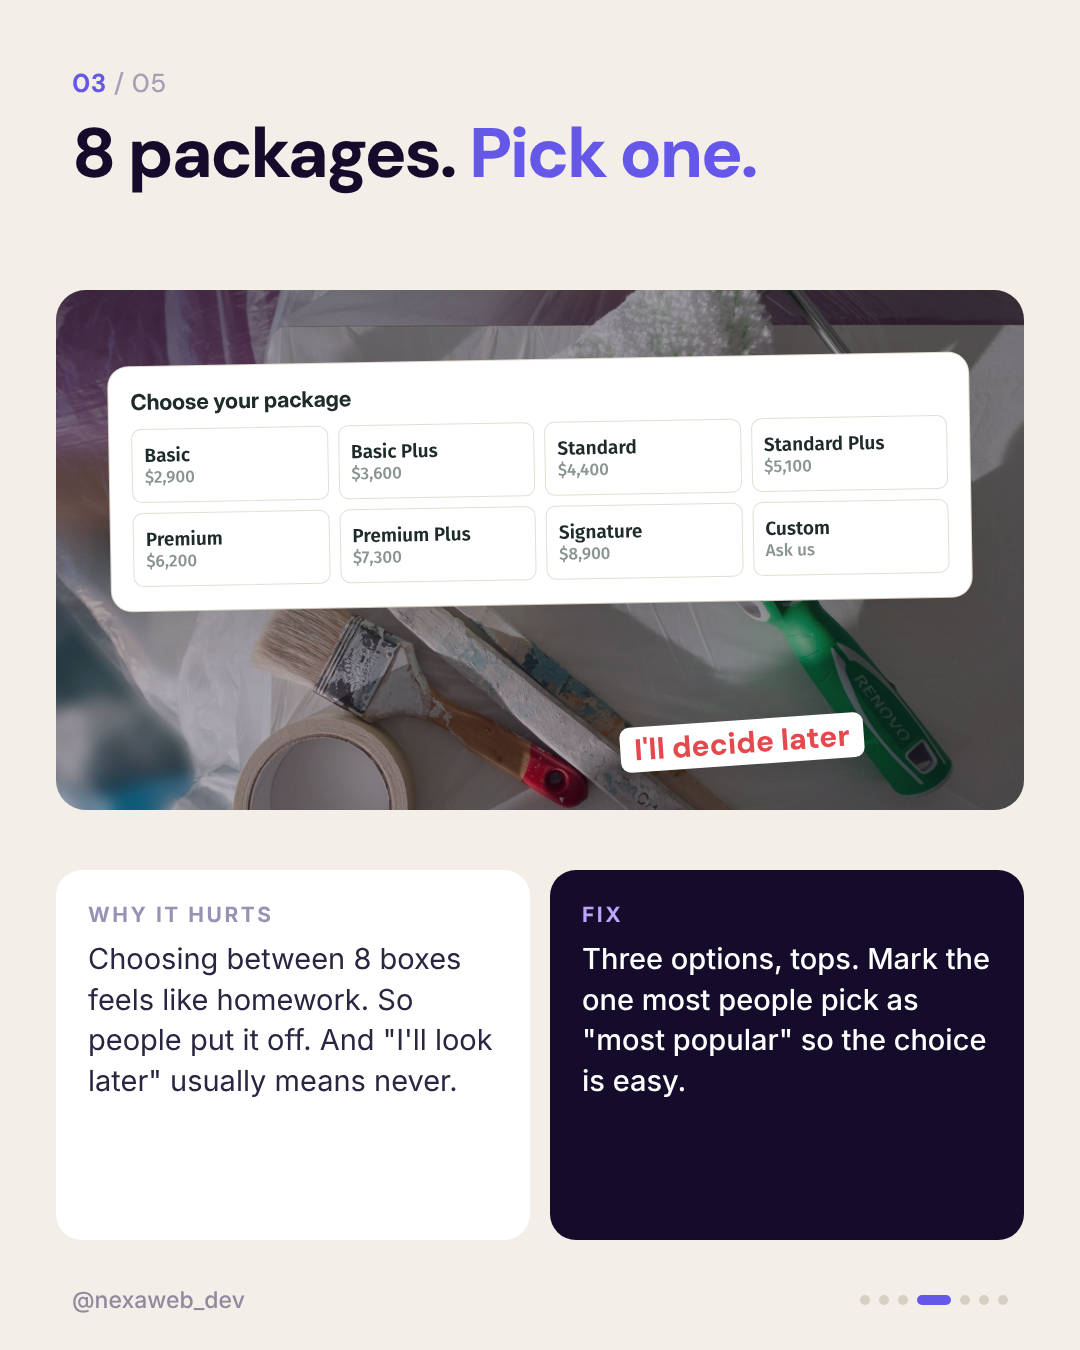 03 / 05
8 packages. Pick one.
Choose your package
Basic
$2,900
Basic Plus
$3,600
Standard
$4,400
Standard Plus
$5,100
Premium
$6,200
Premium Plus
$7,300
Signature
$8,900
Custom
Ask us
RENOVO
I'll decide later
WHY IT HURTS
Choosing between 8 boxes
feels like homework. So
people put it off. And "I'll look
later" usually means never.
FIX
Three options, tops. Mark the
one most people pick as
"most popular" so the choice
is easy.
@nexaweb_dev